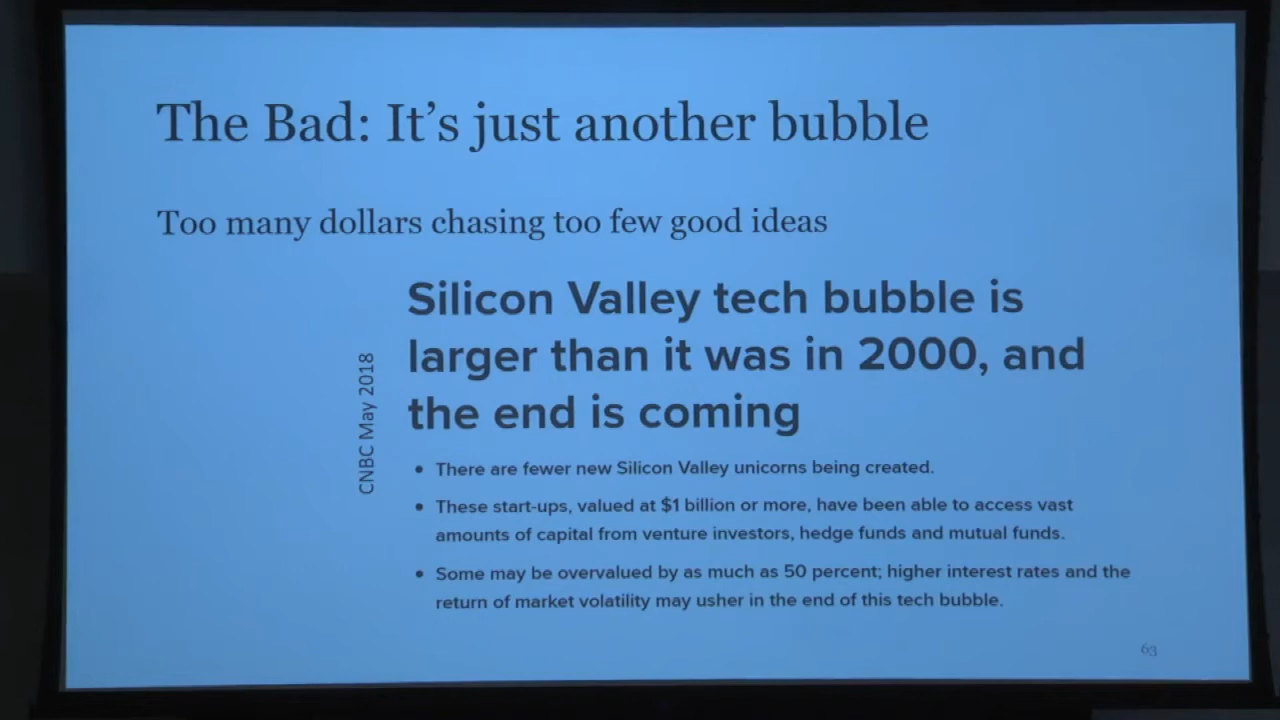 The Bad: It's just another bubble
Too many dollars chasing too few good ideas
CNBC May 2018
Silicon Valley tech bubble is
larger than it was in 2000, and
the end is coming
• There are fewer new Silicon Valley unicorns being created.
• These start-ups, valued at $1 billion or more, have been able to access vast
amounts of capital from venture investors, hedge funds and mutual funds.
• Some may be overvalued by as much as 50 percent; higher interest rates and the
return of market volatility may usher in the end of this tech bubble.
63